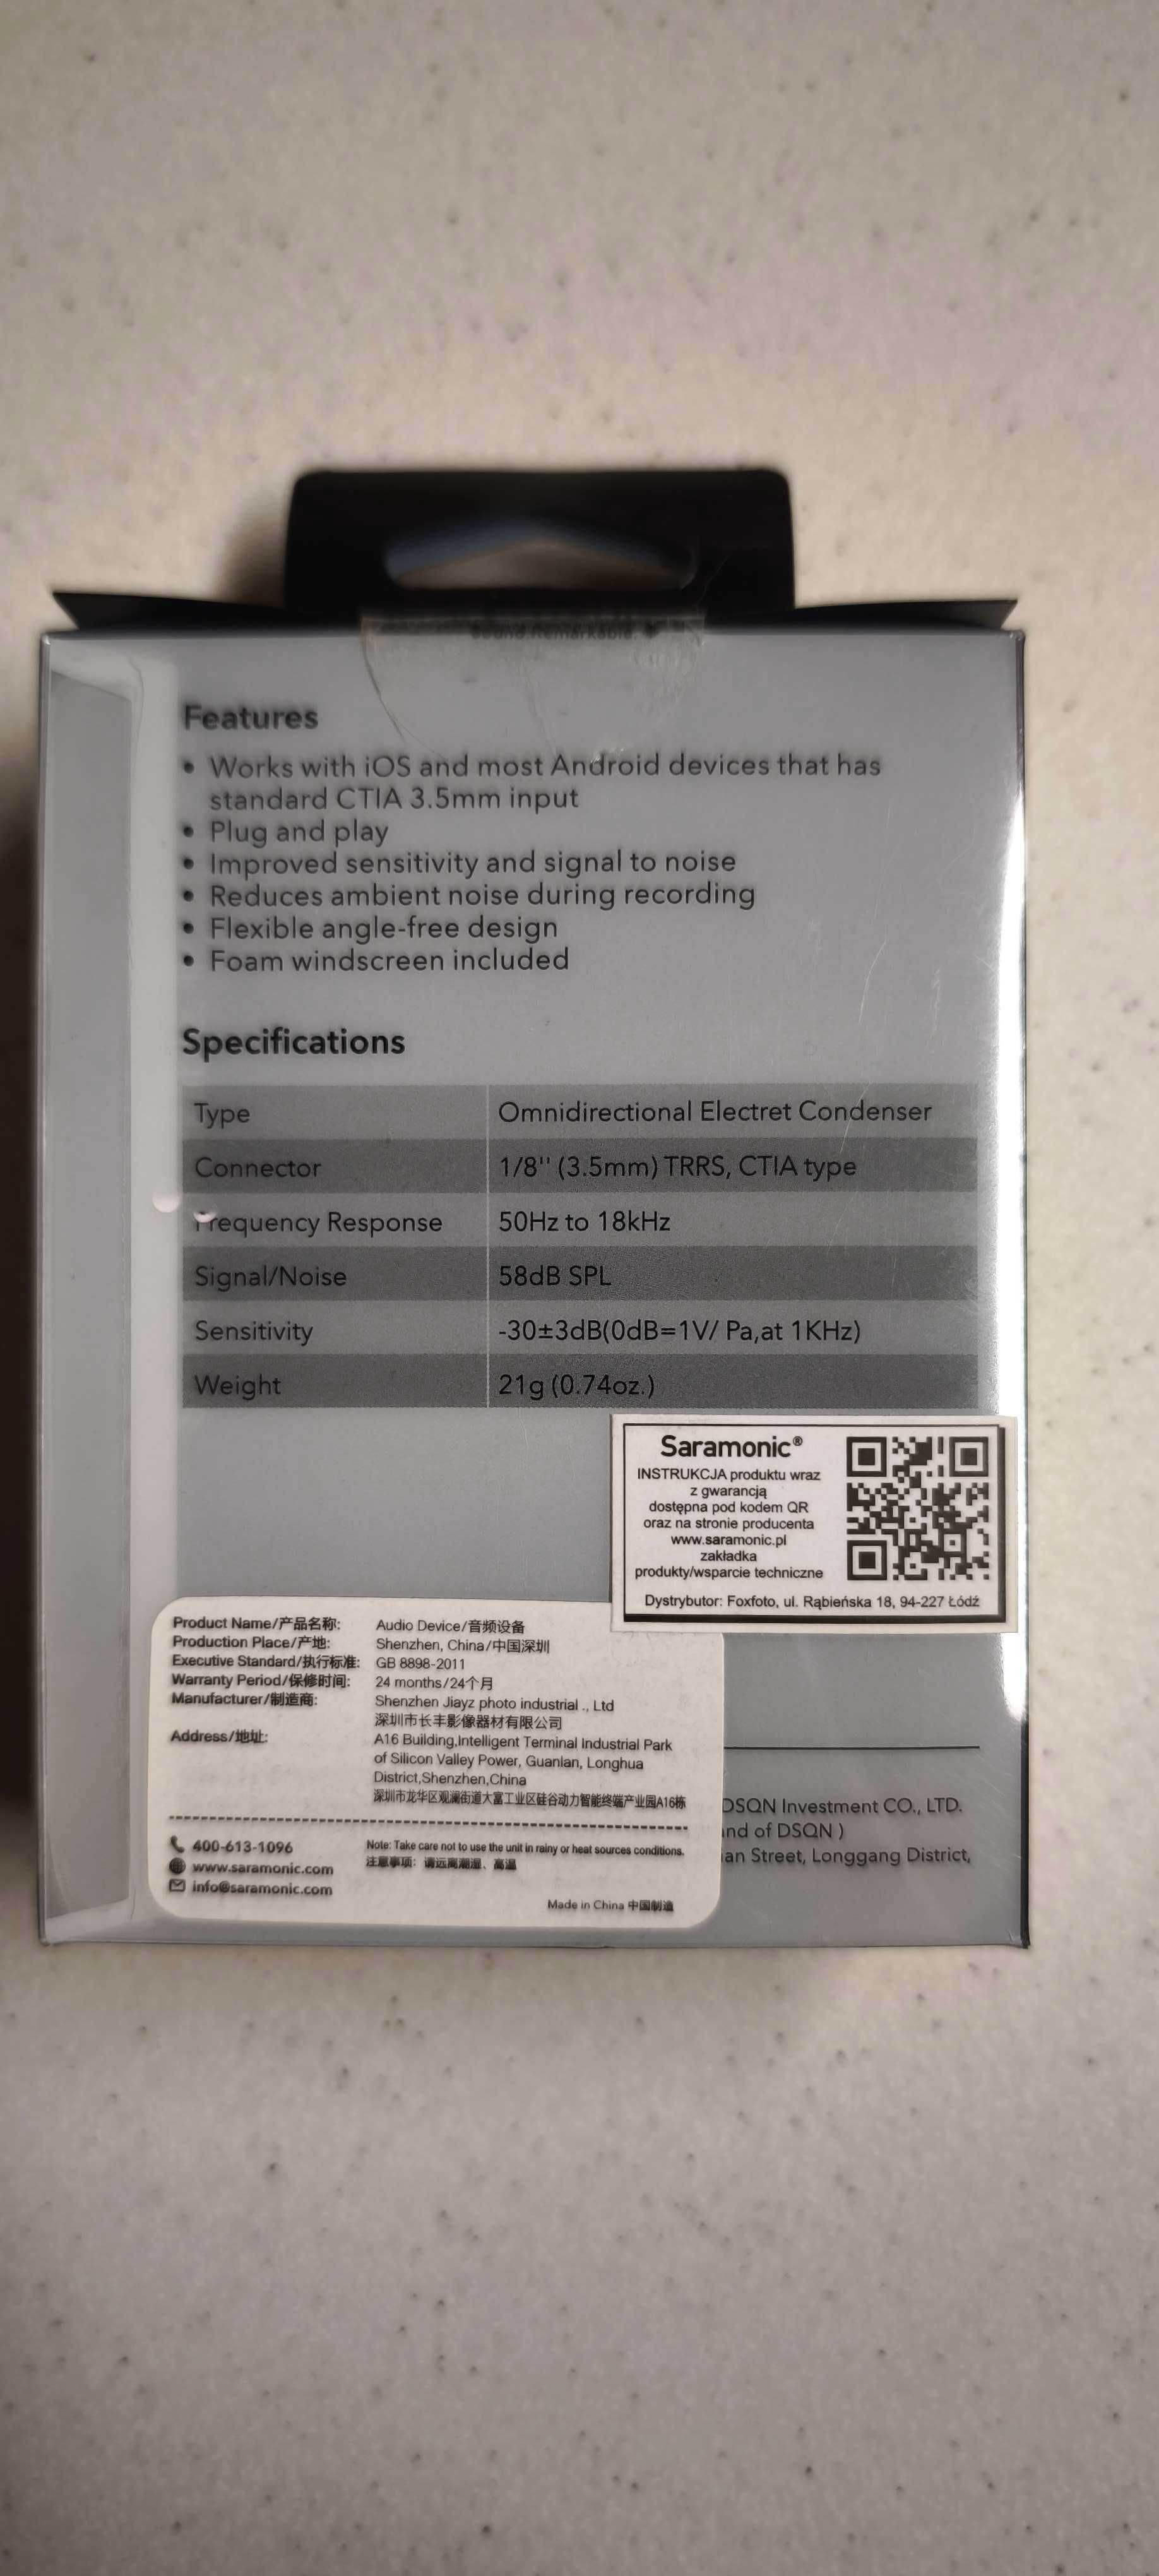 Sound.Remarkable.
Features
• Works with iOS and most Android devices that has
standard CTIA 3.5mm input
• Plug and play
• Improved sensitivity and signal to noise
• Reduces ambient noise during recording
• Flexible angle-free design
• Foam windscreen included
Specifications
Type Omnidirectional Electret Condenser
Connector 1/8'' (3.5mm) TRRS, CTIA type
Frequency Response 50Hz to 18kHz
Signal/Noise 58dB SPL
Sensitivity -30±3dB(0dB=1V/ Pa,at 1KHz)
Weight 21g (0.74oz.)
Saramonic®
INSTRUKCJA produktu wraz
z gwarancją
dostępna pod kodem QR
oraz na stronie producenta
www.saramonic.pl
zakładka
produkty/wsparcie techniczne
Dystrybutor: Foxfoto, ul. Rąbieńska 18, 94-227 Łódź
Product Name/产品名称: Audio Device/音频设备
Production Place/产地: Shenzhen, China/中国深圳
Executive Standard/执行标准: GB 8898-2011
Warranty Period/保修时间: 24 months/24个月
Manufacturer/制造商: Shenzhen Jiayz photo industrial ., Ltd
深圳市长丰影像器材有限公司
Address/地址: A16 Building,Intelligent Terminal Industrial Park
of Silicon Valley Power, Guanlan, Longhua
District,Shenzhen,China
深圳市龙华区观澜街道大富工业区硅谷动力智能终端产业园A16栋
400-613-1096
www.saramonic.com
info@saramonic.com
Note: Take care not to use the unit in rainy or heat sources conditions.
注意事项：请远离潮湿、高温
Made in China 中国制造
DSQN Investment CO., LTD.
of DSQN )
Street, Longgang District,